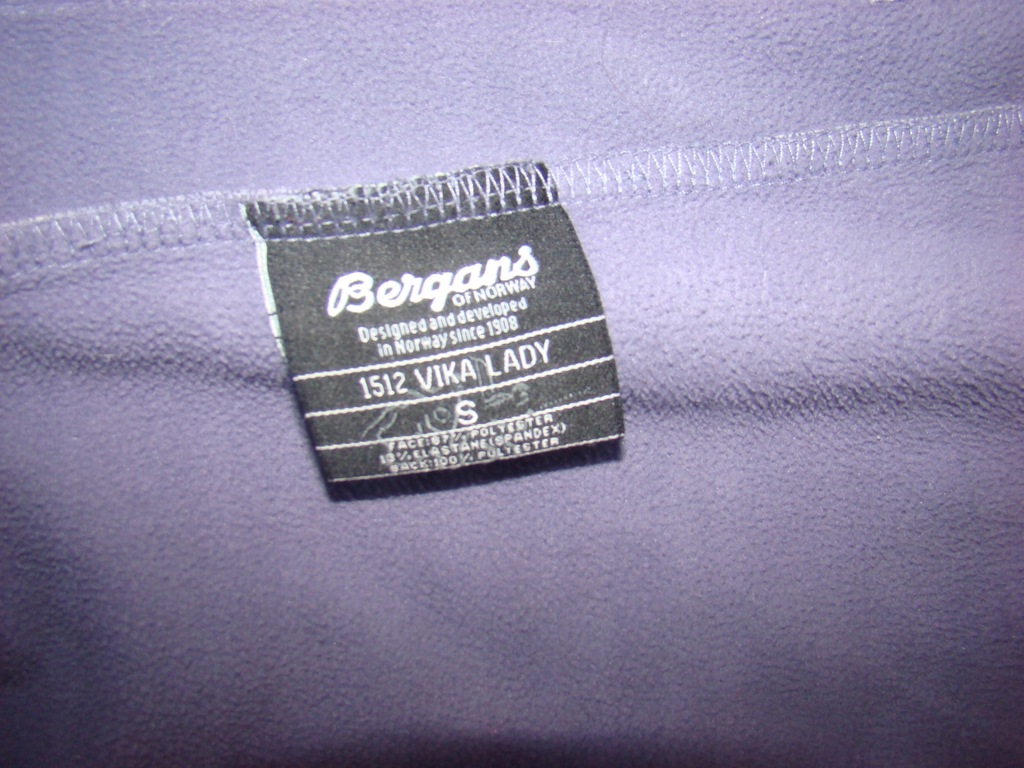 Bergans
OF NORWAY
Designed and developed
in Norway since 1908
1512 VIKA LADY
S
FACE:87% POLYESTER
13% ELASTANE(SPANDEX)
BACK:100% POLYESTER